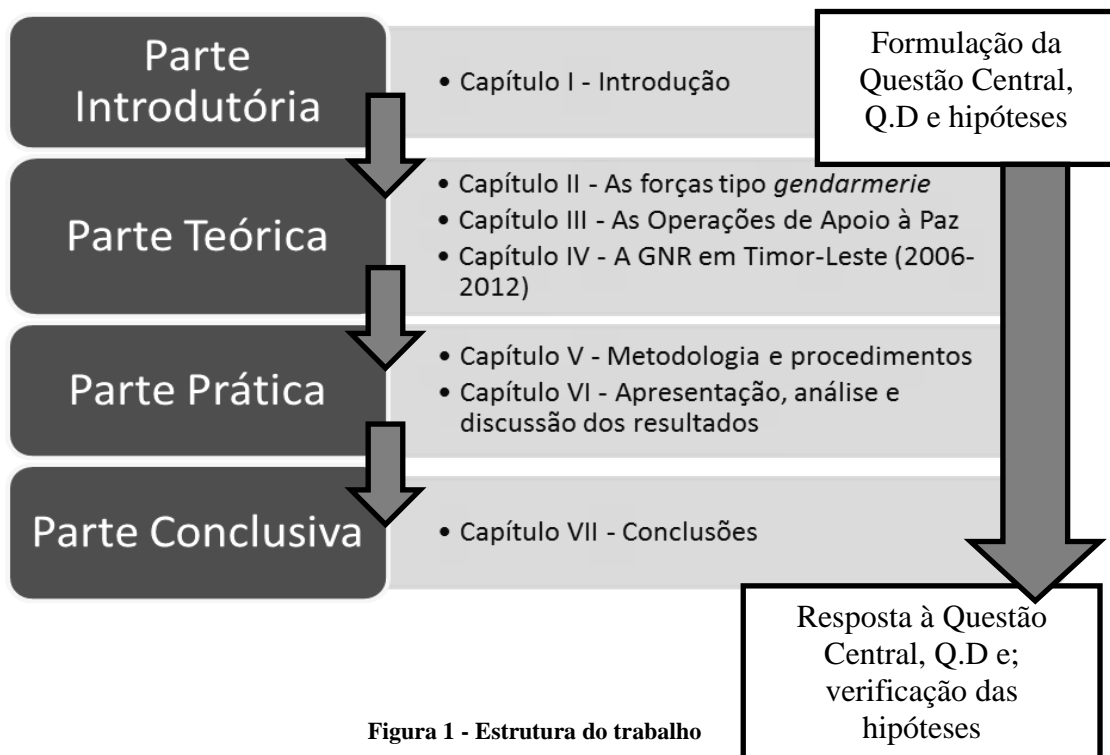 Parte
Introdutória
• Capítulo I - Introdução
Formulação da
Questão Central,
Q.D e hipóteses
Parte Teórica
• Capítulo II - As forças tipo gendarmerie
• Capítulo III - As Operações de Apoio à Paz
• Capítulo IV - A GNR em Timor-Leste (2006-
2012)
Parte Prática
• Capítulo V - Metodologia e procedimentos
• Capítulo VI - Apresentação, análise e
discussão dos resultados
Parte Conclusiva
• Capítulo VII - Conclusões
Resposta à Questão
Central, Q.D e;
verificação das
hipóteses
Figura 1 - Estrutura do trabalho